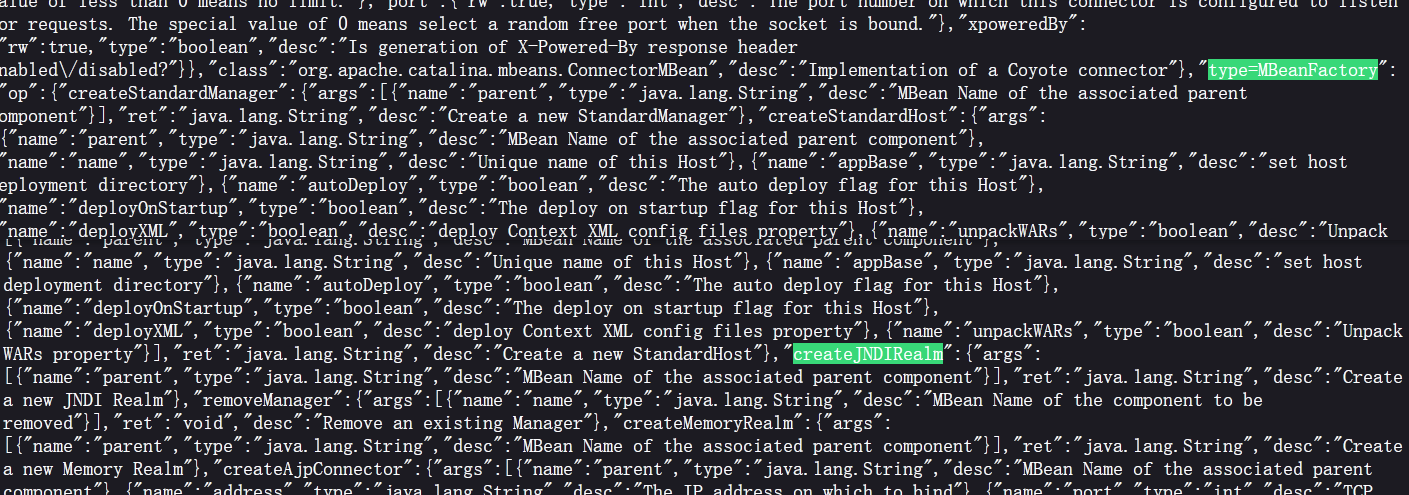 value of less than 0 means no limit."},"port":{"rw":true,"type":"int","desc":"The port number on which this connector is configured to listen
or requests. The special value of 0 means select a random free port when the socket is bound."},"xpoweredBy":
"rw":true,"type":"boolean","desc":"Is generation of X-Powered-By response header
nabled\/disabled?"}},"class":"org.apache.catalina.mbeans.ConnectorMBean","desc":"Implementation of a Coyote connector"},"type=MBeanFactory":
"op":{"createStandardManager":{"args":[{"name":"parent","type":"java.lang.String","desc":"MBean Name of the associated parent
omponent"}],"ret":"java.lang.String","desc":"Create a new StandardManager"},"createStandardHost":{"args":
{"name":"parent","type":"java.lang.String","desc":"MBean Name of the associated parent component"},
"name":"name","type":"java.lang.String","desc":"Unique name of this Host"},{"name":"appBase","type":"java.lang.String","desc":"set host
eployment directory"},{"name":"autoDeploy","type":"boolean","desc":"The auto deploy flag for this Host"},
"name":"deployOnStartup","type":"boolean","desc":"The deploy on startup flag for this Host"},
"name":"deployXML","type":"boolean","desc":"deploy Context XML config files property"},{"name":"unpackWARs","type":"boolean","desc":"Unpack
[{"name":"parent","type":"java.lang.String","desc":"MBean Name of the associated parent component"},
{"name":"name","type":"java.lang.String","desc":"Unique name of this Host"},{"name":"appBase","type":"java.lang.String","desc":"set host
deployment directory"},{"name":"autoDeploy","type":"boolean","desc":"The auto deploy flag for this Host"},
{"name":"deployOnStartup","type":"boolean","desc":"The deploy on startup flag for this Host"},
{"name":"deployXML","type":"boolean","desc":"deploy Context XML config files property"},{"name":"unpackWARs","type":"boolean","desc":"Unpack
WARs property"}],"ret":"java.lang.String","desc":"Create a new StandardHost"},"createJNDIRealm":{"args":
[{"name":"parent","type":"java.lang.String","desc":"MBean Name of the associated parent component"}],"ret":"java.lang.String","desc":"Create
a new JNDI Realm"},"removeManager":{"args":[{"name":"name","type":"java.lang.String","desc":"MBean Name of the component to be
removed"}],"ret":"void","desc":"Remove an existing Manager"},"createMemoryRealm":{"args":
[{"name":"parent","type":"java.lang.String","desc":"MBean Name of the associated parent component"}],"ret":"java.lang.String","desc":"Create
a new Memory Realm"},"createAjpConnector":{"args":[{"name":"parent","type":"java.lang.String","desc":"MBean Name of the associated parent
component"},{"name":"address","type":"java.lang.String","desc":"The IP address on which to bind"},{"name":"port","type":"int","desc":"TCP